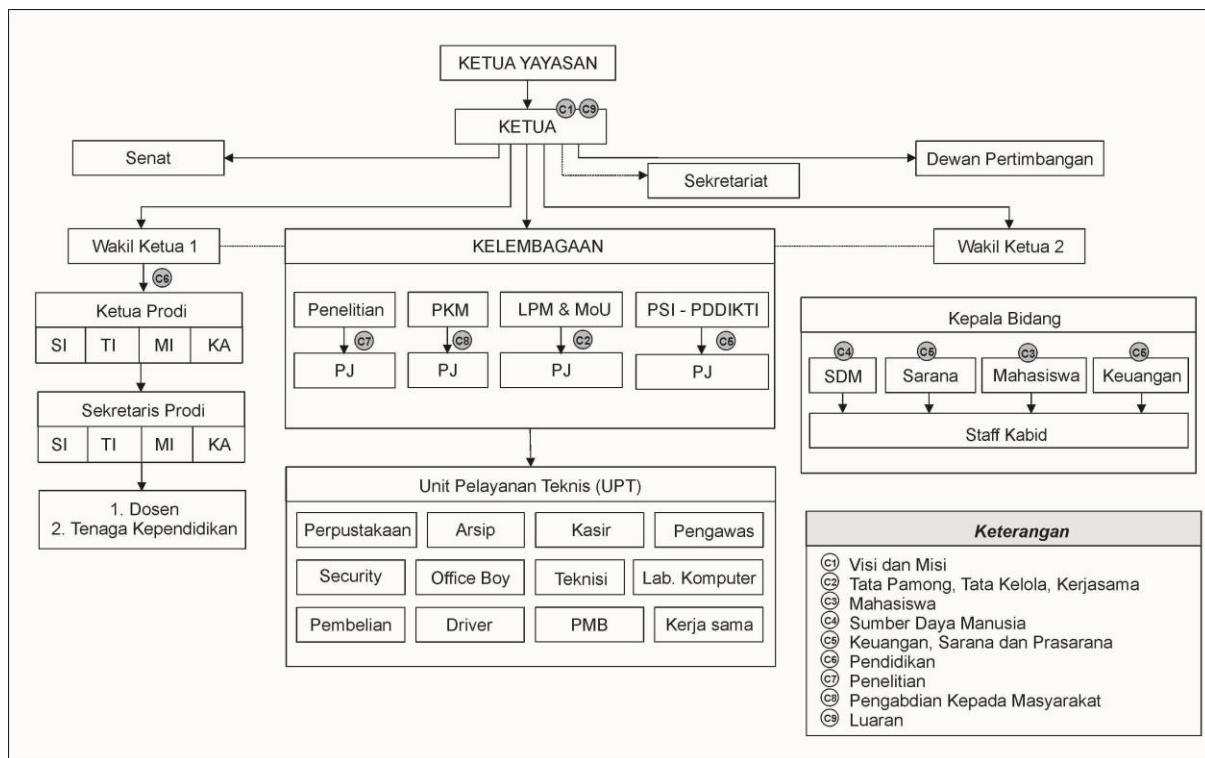 KETUA YAYASAN
C1 C9
KETUA
Senat
Dewan Pertimbangan
Sekretariat
Wakil Ketua 1
KELEMBAGAAN
Wakil Ketua 2
C6
Ketua Prodi
SI TI MI KA
Sekretaris Prodi
SI TI MI KA
1. Dosen
2. Tenaga Kependidikan
Penelitian PKM LPM & MoU PSI - PDDIKTI
C7 C8 C2 C6
PJ PJ PJ PJ
Kepala Bidang
C4 C5 C3 C5
SDM Sarana Mahasiswa Keuangan
Staff Kabid
Unit Pelayanan Teknis (UPT)
Perpustakaan Arsip Kasir Pengawas
Security Office Boy Teknisi Lab. Komputer
Pembelian Driver PMB Kerja sama
Keterangan
C1 Visi dan Misi
C2 Tata Pamong, Tata Kelola, Kerjasama
C3 Mahasiswa
C4 Sumber Daya Manusia
C5 Keuangan, Sarana dan Prasarana
C6 Pendidikan
C7 Penelitian
C8 Pengabdian Kepada Masyarakat
C9 Luaran